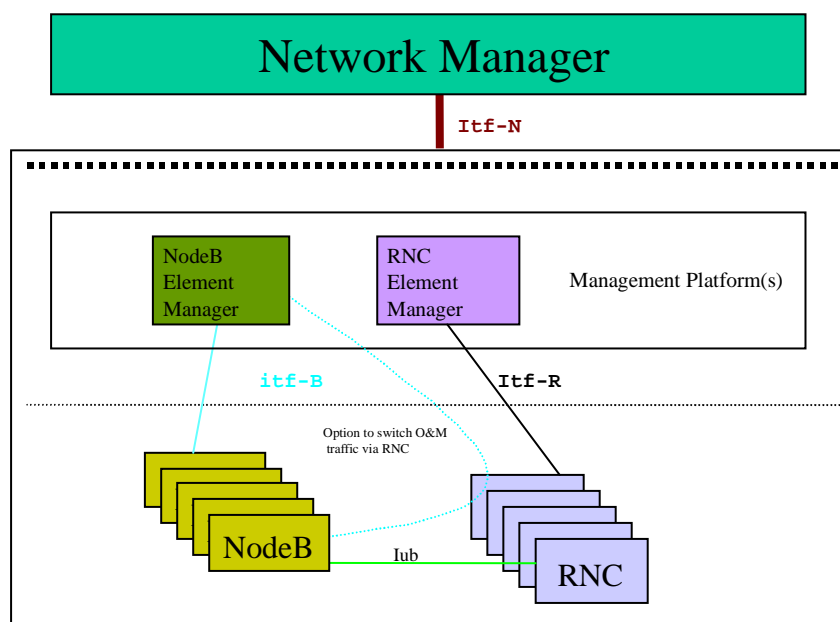 Network Manager
Itf-N
NodeB
Element
Manager
RNC
Element
Manager
Management Platform(s)
itf-B
Itf-R
Option to switch O&M
traffic via RNC
NodeB
Iub
RNC